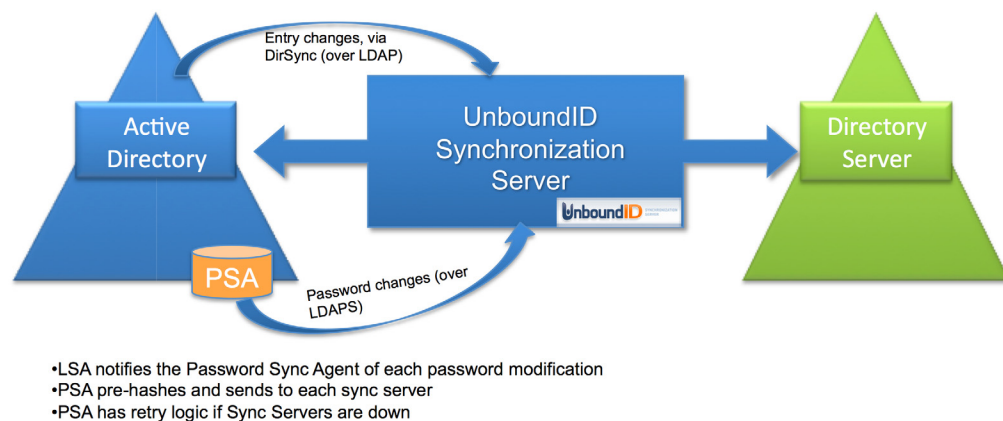 Entry changes, via
DirSync (over LDAP)
Active
Directory
UnboundID
Synchronization
Server
UnboundID
Directory
Server
PSA
Password changes (over
LDAPS)
•LSA notifies the Password Sync Agent of each password modification
•PSA pre-hashes and sends to each sync server
•PSA has retry logic if Sync Servers are down